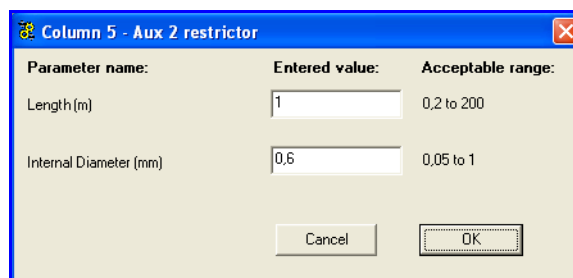 Column 5 - Aux 2 restrictor
Parameter name: Entered value: Acceptable range:
Length (m) 1 0,2 to 200
Internal Diameter (mm) 0,6 0,05 to 1
Cancel OK